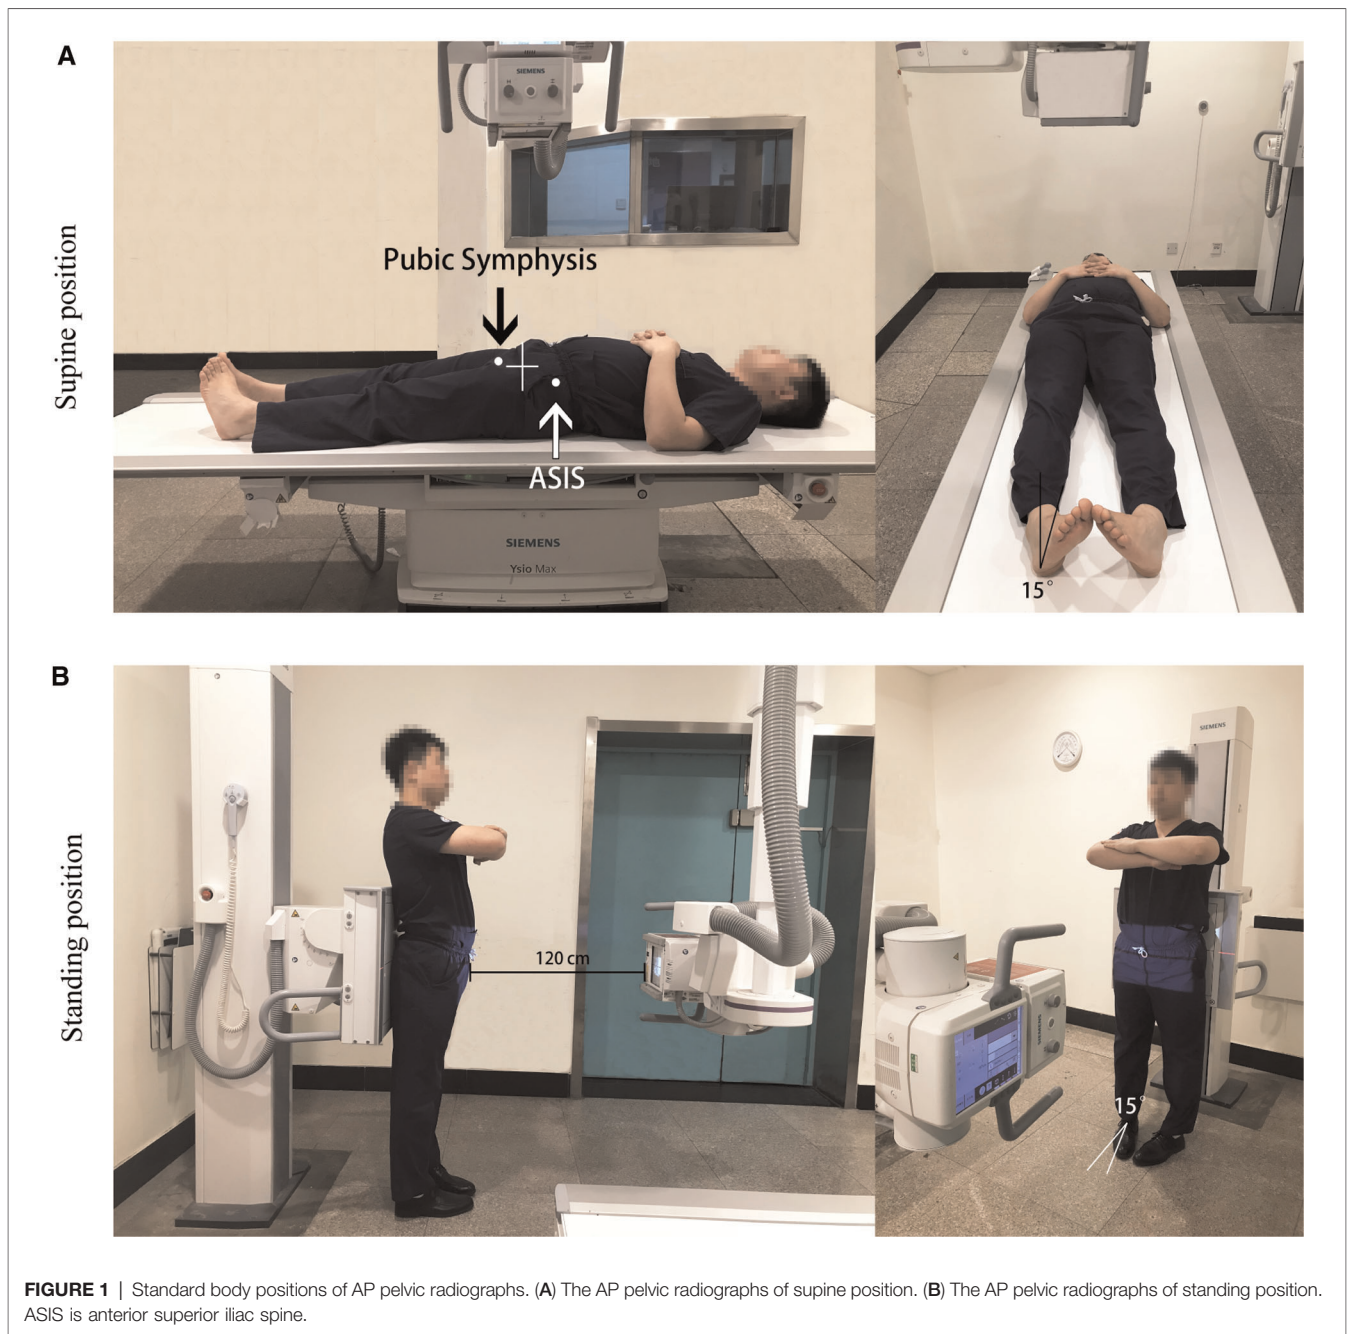 A
SIEMENS
Supine position
Pubic Symphysis
ASIS
SIEMENS
Ysio Max
15°
B
SIEMENS
Standing position
120 cm
SIEMENS
15°
FIGURE 1 | Standard body positions of AP pelvic radiographs. (A) The AP pelvic radiographs of supine position. (B) The AP pelvic radiographs of standing position.
ASIS is anterior superior iliac spine.